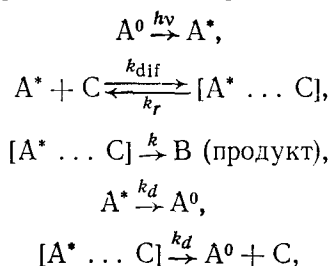 A⁰ →(hν) A*,
A* + C ⇄(k_dif / k_r) [A* ... C],
[A* ... C] →(k) B (продукт),
A* →(k_d) A⁰,
[A* ... C] →(k_d) A⁰ + C,